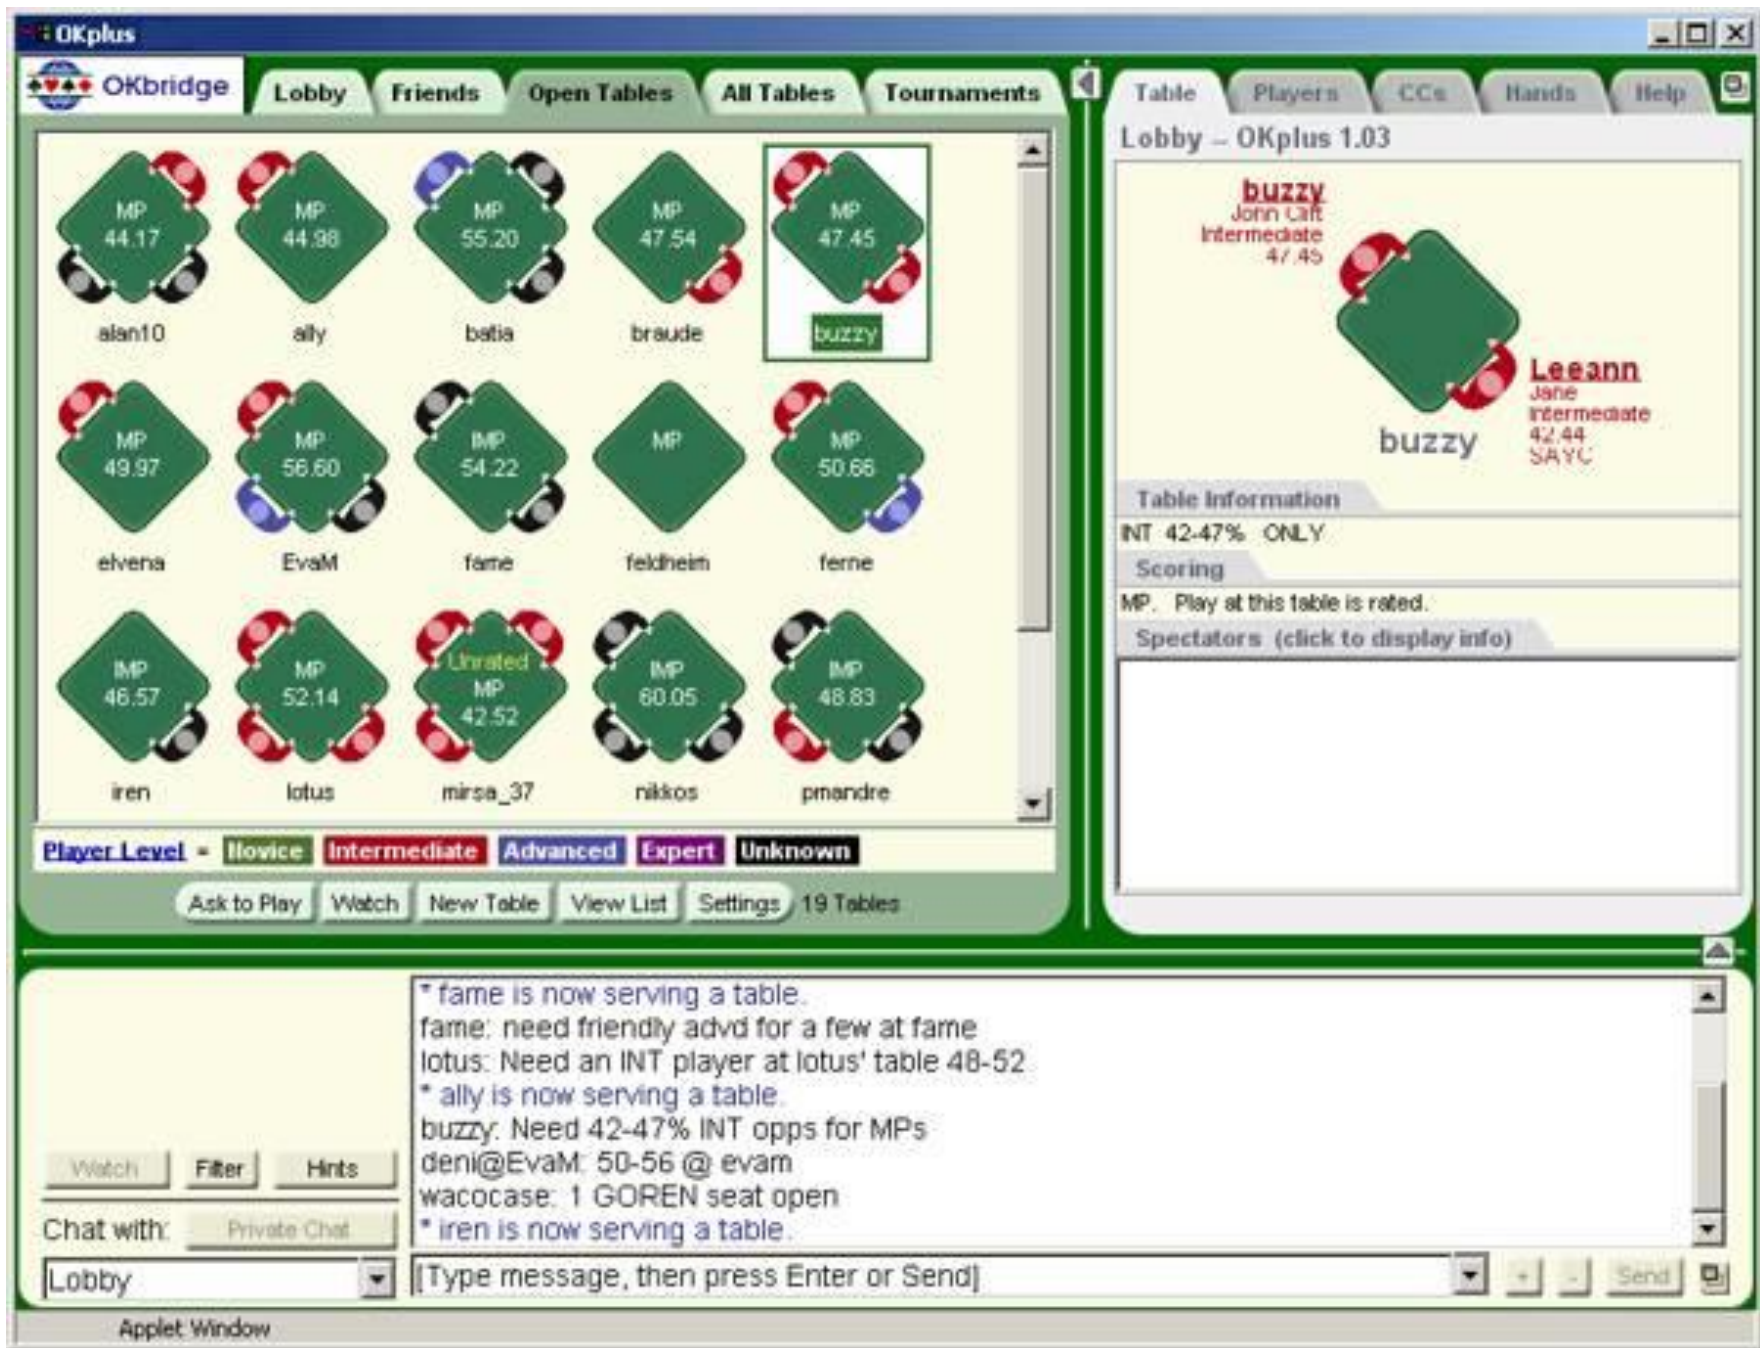 OKplus
OKbridge
Lobby Friends Open Tables All Tables Tournaments
MP 44.17 alan10
MP 44.98 ally
MP 55.20 batia
MP 47.54 braude
MP 47.45 buzzy
MP 49.97 elvena
MP 56.60 EvaM
IMP 54.22 fame
MP feldheim
MP 50.66 ferne
IMP 46.57 iren
MP 52.14 lotus
Unrated MP 42.52 mirsa_37
IMP 60.05 nikkos
IMP 48.83 pmandre
Player Level = Novice Intermediate Advanced Expert Unknown
Ask to Play Watch New Table View List Settings 19 Tables
Table Players CCs Hands Help
Lobby – OKplus 1.03
buzzy
John Clift
Intermediate
47.45
Leeann
Jane
Intermediate
42.44
SAYC
buzzy
Table Information
INT 42-47% ONLY
Scoring
MP. Play at this table is rated.
Spectators (click to display info)
* fame is now serving a table.
fame: need friendly advd for a few at fame
lotus: Need an INT player at lotus' table 48-52
* ally is now serving a table.
buzzy: Need 42-47% INT opps for MPs
deni@EvaM: 50-56 @ evam
wacocase: 1 GOREN seat open
* iren is now serving a table.
Watch Filter Hints
Chat with: Private Chat
Lobby
[Type message, then press Enter or Send]
+ - Send
Applet Window